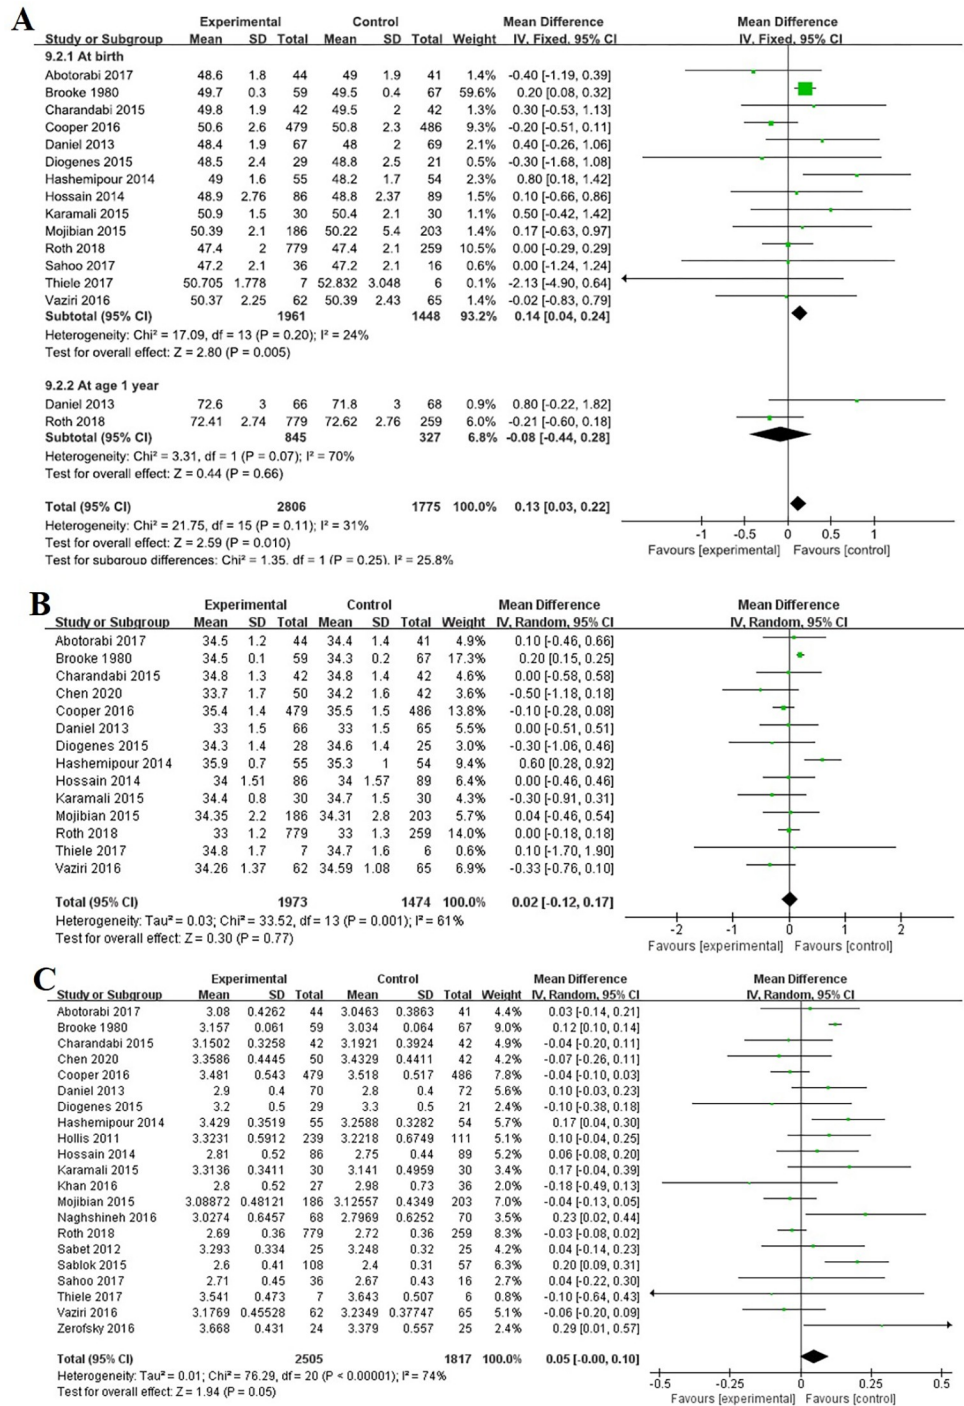 A
Experimental Control Mean Difference Mean Difference
Study or Subgroup Mean SD Total Mean SD Total Weight IV, Fixed, 95% CI IV, Fixed, 95% CI
9.2.1 At birth
Abotorabi 2017 48.6 1.8 44 49 1.9 41 1.4% -0.40 [-1.19, 0.39]
Brooke 1980 49.7 0.3 59 49.5 0.4 67 59.6% 0.20 [0.08, 0.32]
Charandabi 2015 49.8 1.9 42 49.5 2 42 1.3% 0.30 [-0.53, 1.13]
Cooper 2016 50.6 2.6 479 50.8 2.3 486 9.3% -0.20 [-0.51, 0.11]
Daniel 2013 48.4 1.9 67 48 2 69 2.1% 0.40 [-0.26, 1.06]
Diogenes 2015 48.5 2.4 29 48.8 2.5 21 0.5% -0.30 [-1.68, 1.08]
Hashemipour 2014 49 1.6 55 48.2 1.7 54 2.3% 0.80 [0.18, 1.42]
Hossain 2014 48.9 2.76 86 48.8 2.37 89 1.6% 0.10 [-0.66, 0.86]
Karamali 2015 50.9 1.5 30 50.4 2.1 30 1.1% 0.50 [-0.42, 1.42]
Mojibian 2015 50.39 2.1 186 50.22 5.4 203 1.4% 0.17 [-0.63, 0.97]
Roth 2018 47.4 2 779 47.4 2.1 259 10.5% 0.00 [-0.29, 0.29]
Sahoo 2017 47.2 2.1 36 47.2 2.1 16 0.6% 0.00 [-1.24, 1.24]
Thiele 2017 50.705 1.778 7 52.832 3.048 6 0.1% -2.13 [-4.90, 0.64]
Vaziri 2016 50.37 2.25 62 50.39 2.43 65 1.4% -0.02 [-0.83, 0.79]
Subtotal (95% CI) 1961 1448 93.2% 0.14 [0.04, 0.24]
Heterogeneity: Chi² = 17.09, df = 13 (P = 0.20); I² = 24%
Test for overall effect: Z = 2.80 (P = 0.005)
9.2.2 At age 1 year
Daniel 2013 72.6 3 66 71.8 3 68 0.9% 0.80 [-0.22, 1.82]
Roth 2018 72.41 2.74 779 72.62 2.76 259 6.0% -0.21 [-0.60, 0.18]
Subtotal (95% CI) 845 327 6.8% -0.08 [-0.44, 0.28]
Heterogeneity: Chi² = 3.31, df = 1 (P = 0.07); I² = 70%
Test for overall effect: Z = 0.44 (P = 0.66)
Total (95% CI) 2806 1775 100.0% 0.13 [0.03, 0.22]
Heterogeneity: Chi² = 21.75, df = 15 (P = 0.11); I² = 31%
Test for overall effect: Z = 2.59 (P = 0.010)
Test for subgroup differences: Chi² = 1.35, df = 1 (P = 0.25), I² = 25.8%
-1 -0.5 0 0.5 1
Favours [experimental] Favours [control]
B
Experimental Control Mean Difference Mean Difference
Study or Subgroup Mean SD Total Mean SD Total Weight IV, Random, 95% CI IV, Random, 95% CI
Abotorabi 2017 34.5 1.2 44 34.4 1.4 41 4.9% 0.10 [-0.46, 0.66]
Brooke 1980 34.5 0.1 59 34.3 0.2 67 17.3% 0.20 [0.15, 0.25]
Charandabi 2015 34.8 1.3 42 34.8 1.4 42 4.6% 0.00 [-0.58, 0.58]
Chen 2020 33.7 1.7 50 34.2 1.6 42 3.6% -0.50 [-1.18, 0.18]
Cooper 2016 35.4 1.4 479 35.5 1.5 486 13.8% -0.10 [-0.28, 0.08]
Daniel 2013 33 1.5 66 33 1.5 65 5.5% 0.00 [-0.51, 0.51]
Diogenes 2015 34.3 1.4 28 34.6 1.4 25 3.0% -0.30 [-1.06, 0.46]
Hashemipour 2014 35.9 0.7 55 35.3 1 54 9.4% 0.60 [0.28, 0.92]
Hossain 2014 34 1.51 86 34 1.57 89 6.4% 0.00 [-0.46, 0.46]
Karamali 2015 34.4 0.8 30 34.7 1.5 30 4.3% -0.30 [-0.91, 0.31]
Mojibian 2015 34.35 2.2 186 34.31 2.8 203 5.7% 0.04 [-0.46, 0.54]
Roth 2018 33 1.2 779 33 1.3 259 14.0% 0.00 [-0.18, 0.18]
Thiele 2017 34.8 1.7 7 34.7 1.6 6 0.6% 0.10 [-1.70, 1.90]
Vaziri 2016 34.26 1.37 62 34.59 1.08 65 6.9% -0.33 [-0.76, 0.10]
Total (95% CI) 1973 1474 100.0% 0.02 [-0.12, 0.17]
Heterogeneity: Tau² = 0.03; Chi² = 33.52, df = 13 (P = 0.001); I² = 61%
Test for overall effect: Z = 0.30 (P = 0.77)
-2 -1 0 1 2
Favours [experimental] Favours [control]
C
Experimental Control Mean Difference Mean Difference
Study or Subgroup Mean SD Total Mean SD Total Weight IV, Random, 95% CI IV, Random, 95% CI
Abotorabi 2017 3.08 0.4262 44 3.0463 0.3863 41 4.4% 0.03 [-0.14, 0.21]
Brooke 1980 3.157 0.061 59 3.034 0.064 67 9.0% 0.12 [0.10, 0.14]
Charandabi 2015 3.1502 0.3258 42 3.1921 0.3924 42 4.9% -0.04 [-0.20, 0.11]
Chen 2020 3.3586 0.4445 50 3.4329 0.4411 42 4.2% -0.07 [-0.26, 0.11]
Cooper 2016 3.481 0.543 479 3.518 0.517 486 7.8% -0.04 [-0.10, 0.03]
Daniel 2013 2.9 0.4 70 2.8 0.4 72 5.6% 0.10 [-0.03, 0.23]
Diogenes 2015 3.2 0.5 29 3.3 0.5 21 2.4% -0.10 [-0.38, 0.18]
Hashemipour 2014 3.429 0.3519 55 3.2588 0.3282 54 5.7% 0.17 [0.04, 0.30]
Hollis 2011 3.3231 0.5912 239 3.2218 0.6749 111 5.1% 0.10 [-0.04, 0.25]
Hossain 2014 2.81 0.52 86 2.75 0.44 89 5.2% 0.06 [-0.08, 0.20]
Karamali 2015 3.3136 0.3411 30 3.141 0.4959 30 3.5% 0.17 [-0.04, 0.39]
Khan 2016 2.8 0.52 27 2.98 0.73 36 2.0% -0.18 [-0.49, 0.13]
Mojibian 2015 3.08872 0.48121 186 3.12557 0.4349 203 7.0% -0.04 [-0.13, 0.05]
Naghshineh 2016 3.0274 0.6457 68 2.7969 0.6252 70 3.5% 0.23 [0.02, 0.44]
Roth 2018 2.69 0.36 779 2.72 0.36 259 8.3% -0.03 [-0.08, 0.02]
Sabet 2012 3.293 0.334 25 3.248 0.32 25 4.2% 0.04 [-0.14, 0.23]
Sablok 2015 2.6 0.41 108 2.4 0.31 57 6.3% 0.20 [0.09, 0.31]
Sahoo 2017 2.71 0.45 36 2.67 0.43 16 2.7% 0.04 [-0.22, 0.30]
Thiele 2017 3.541 0.473 7 3.643 0.507 6 0.8% -0.10 [-0.64, 0.43]
Vaziri 2016 3.1769 0.45528 62 3.2349 0.37747 65 5.2% -0.06 [-0.20, 0.09]
Zerofsky 2016 3.668 0.431 24 3.379 0.557 25 2.4% 0.29 [0.01, 0.57]
Total (95% CI) 2505 1817 100.0% 0.05 [-0.00, 0.10]
Heterogeneity: Tau² = 0.01; Chi² = 76.29, df = 20 (P < 0.00001); I² = 74%
Test for overall effect: Z = 1.94 (P = 0.05)
-0.5 -0.25 0 0.25 0.5
Favours [experimental] Favours [control]